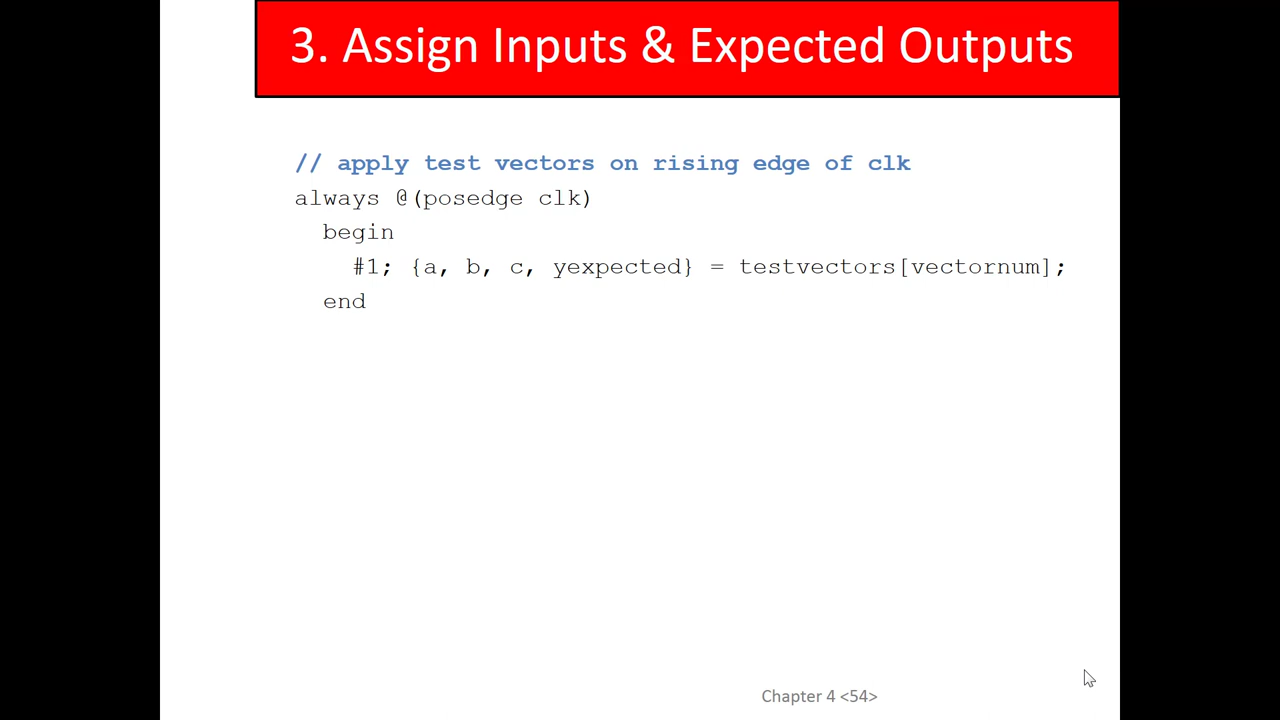 3. Assign Inputs & Expected Outputs
// apply test vectors on rising edge of clk
always @(posedge clk)
begin
#1; {a, b, c, yexpected} = testvectors[vectornum];
end
Chapter 4 <54>